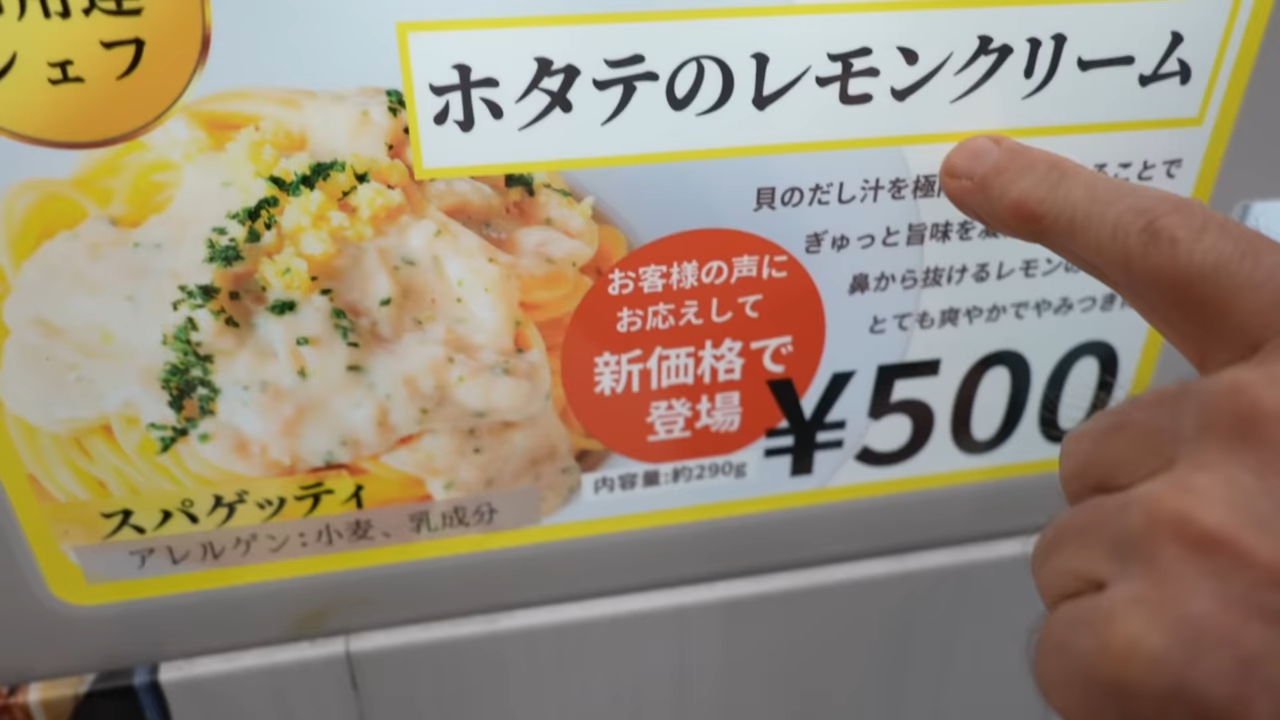 シェフ
ホタテのレモンクリーム
貝のだし汁を極 ることで
ぎゅっと旨味を
鼻から抜けるレモンの
とても爽やかでやみつき
お客様の声に
お応えして
新価格で
登場
¥500
内容量:約290g
スパゲッティ
アレルゲン:小麦、乳成分